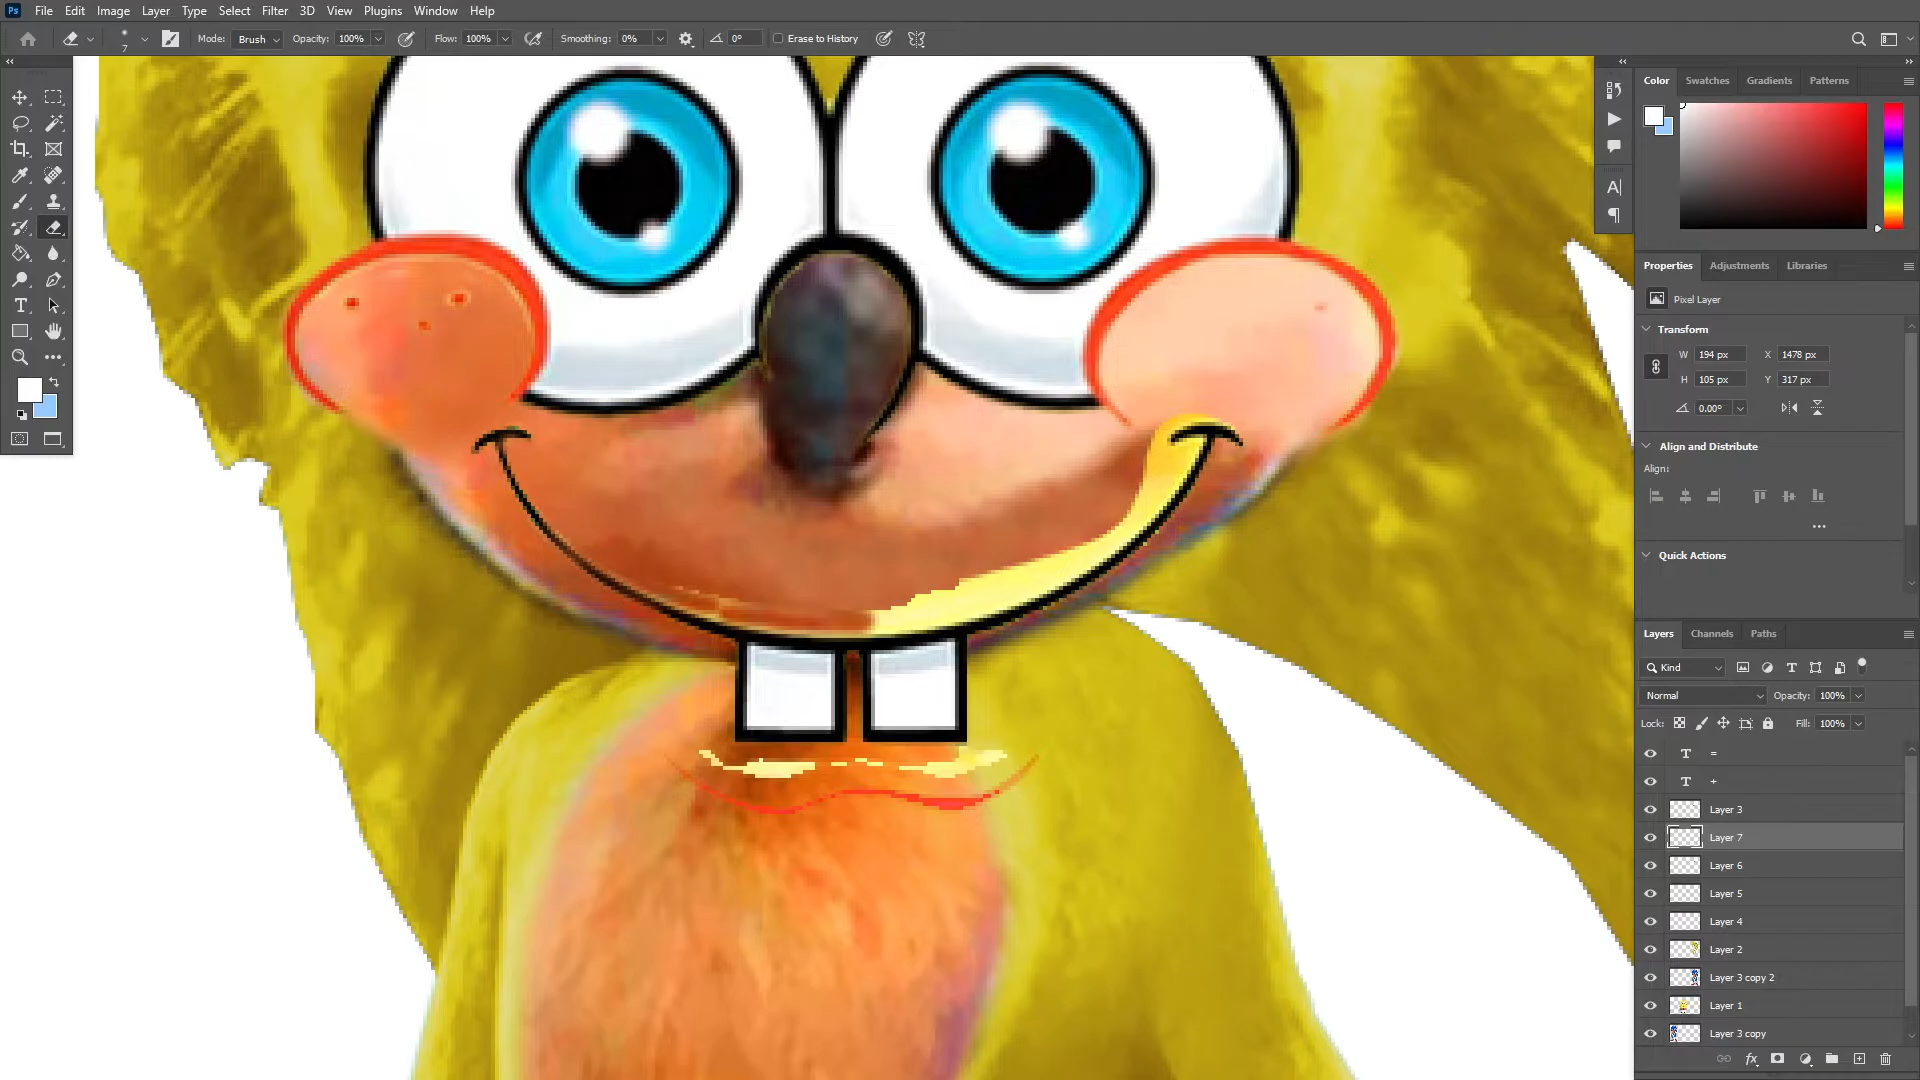 Ps File Edit Image Layer Type Select Filter 3D View Plugins Window Help
7 Mode: Brush Opacity: 100% Flow: 100% Smoothing: 0% 0° Erase to History
Color Swatches Gradients Patterns
Properties Adjustments Libraries
Pixel Layer
Transform
W 194 px X 1478 px
H 105 px Y 317 px
0.00°
Align and Distribute
Align:
Quick Actions
Layers Channels Paths
Kind
Normal Opacity: 100%
Lock: Fill: 100%
T =
T +
Layer 3
Layer 7
Layer 6
Layer 5
Layer 4
Layer 2
Layer 3 copy 2
Layer 1
Layer 3 copy